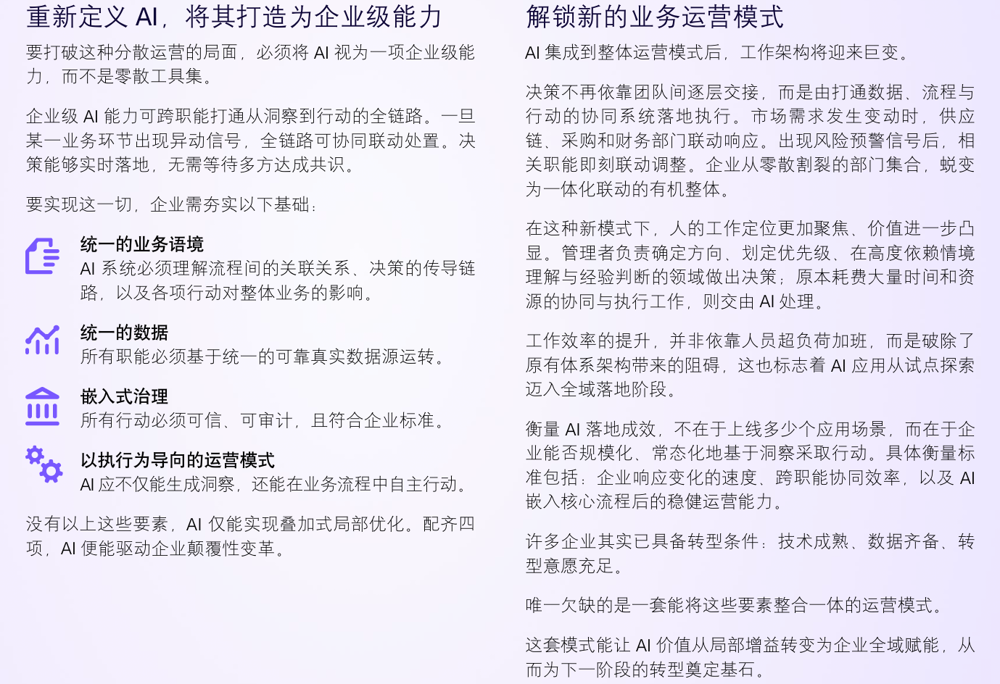 重新定义 AI，将其打造为企业级能力
要打破这种分散运营的局面，必须将 AI 视为一项企业级能
力，而不是零散工具集。
企业级 AI 能力可跨职能打通从洞察到行动的全链路。一旦
某一业务环节出现异动信号，全链路可协同联动处置。决
策能够实时落地，无需等待多方达成共识。
要实现这一切，企业需夯实以下基础：
统一的业务语境
AI 系统必须理解流程间的关联关系、决策的传导链
路，以及各项行动对整体业务的影响。
统一的数据
所有职能必须基于统一的可靠真实数据源运转。
嵌入式治理
所有行动必须可信、可审计，且符合企业标准。
以执行为导向的运营模式
AI 应不仅能生成洞察，还能在业务流程中自主行动。
没有以上这些要素，AI 仅能实现叠加式局部优化。配齐四
项，AI 便能驱动企业颠覆性变革。
解锁新的业务运营模式
AI 集成到整体运营模式后，工作架构将迎来巨变。
决策不再依靠团队间逐层交接，而是由打通数据、流程与
行动的协同系统落地执行。市场需求发生变动时，供应
链、采购和财务部门联动响应。出现风险预警信号后，相
关职能即刻联动调整。企业从零散割裂的部门集合，蜕变
为一体化联动的有机整体。
在这种新模式下，人的工作定位更加聚焦、价值进一步凸
显。管理者负责确定方向、划定优先级、在高度依赖情境
理解与经验判断的领域做出决策；原本耗费大量时间和资
源的协同与执行工作，则交由 AI 处理。
工作效率的提升，并非依靠人员超负荷加班，而是破除了
原有体系架构带来的阻碍，这也标志着 AI 应用从试点探索
迈入全域落地阶段。
衡量 AI 落地成效，不在于上线多少个应用场景，而在于企
业能否规模化、常态化地基于洞察采取行动。具体衡量标
准包括：企业响应变化的速度、跨职能协同效率，以及 AI
嵌入核心流程后的稳健运营能力。
许多企业其实已具备转型条件：技术成熟、数据齐备、转
型意愿充足。
唯一欠缺的是一套能将这些要素整合一体的运营模式。
这套模式能让 AI 价值从局部增益转变为企业全域赋能，从
而为下一阶段的转型奠定基石。